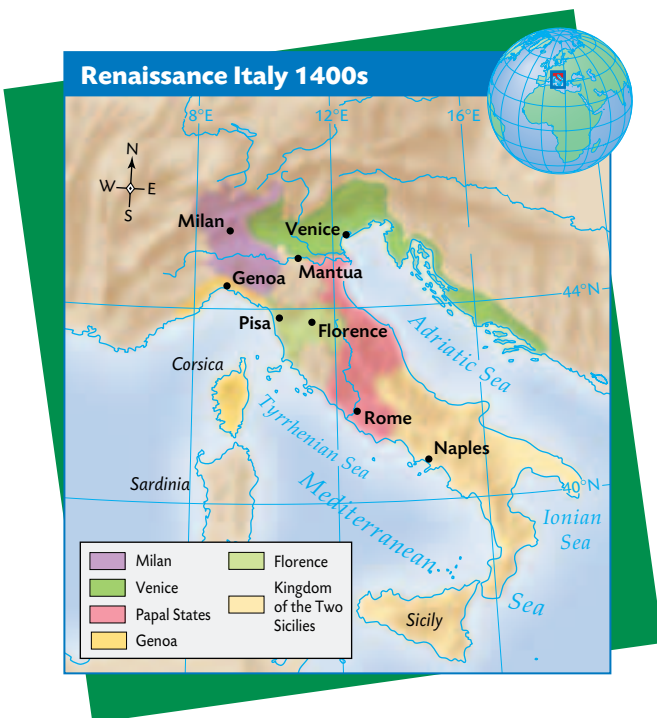 Renaissance Italy 1400s
8°E
12°E
16°E
N
W
E
S
Milan
Venice
Mantua
Genoa
44°N
Pisa
Florence
Adriatic Sea
Corsica
Tyrrhenian Sea
Rome
Naples
Sardinia
40°N
Mediterranean
Sea
Ionian
Sea
Sicily
Milan
Venice
Papal States
Genoa
Florence
Kingdom
of the Two
Sicilies